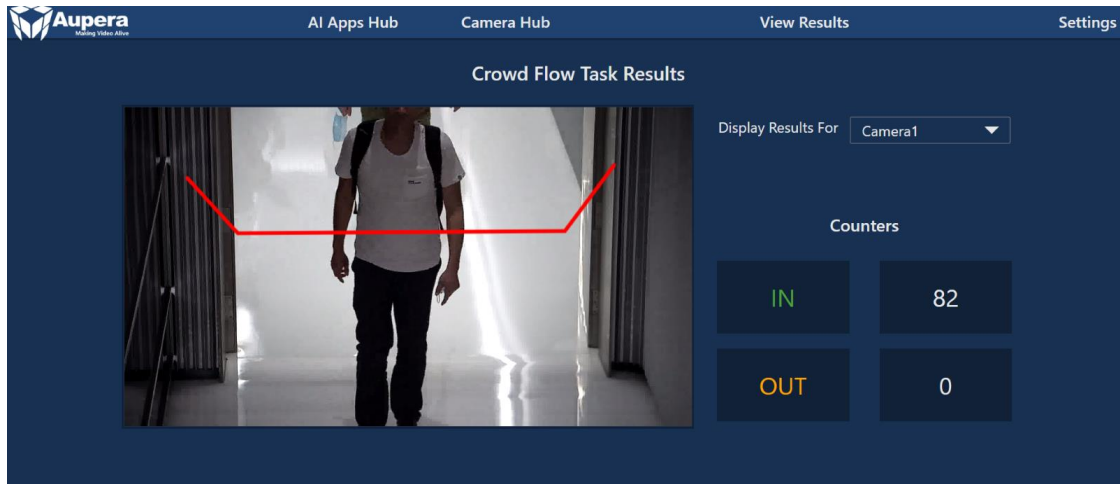 Aupera
Making Video Alive
AI Apps Hub
Camera Hub
View Results
Settings
Crowd Flow Task Results
Display Results For
Camera1
Counters
IN
82
OUT
0